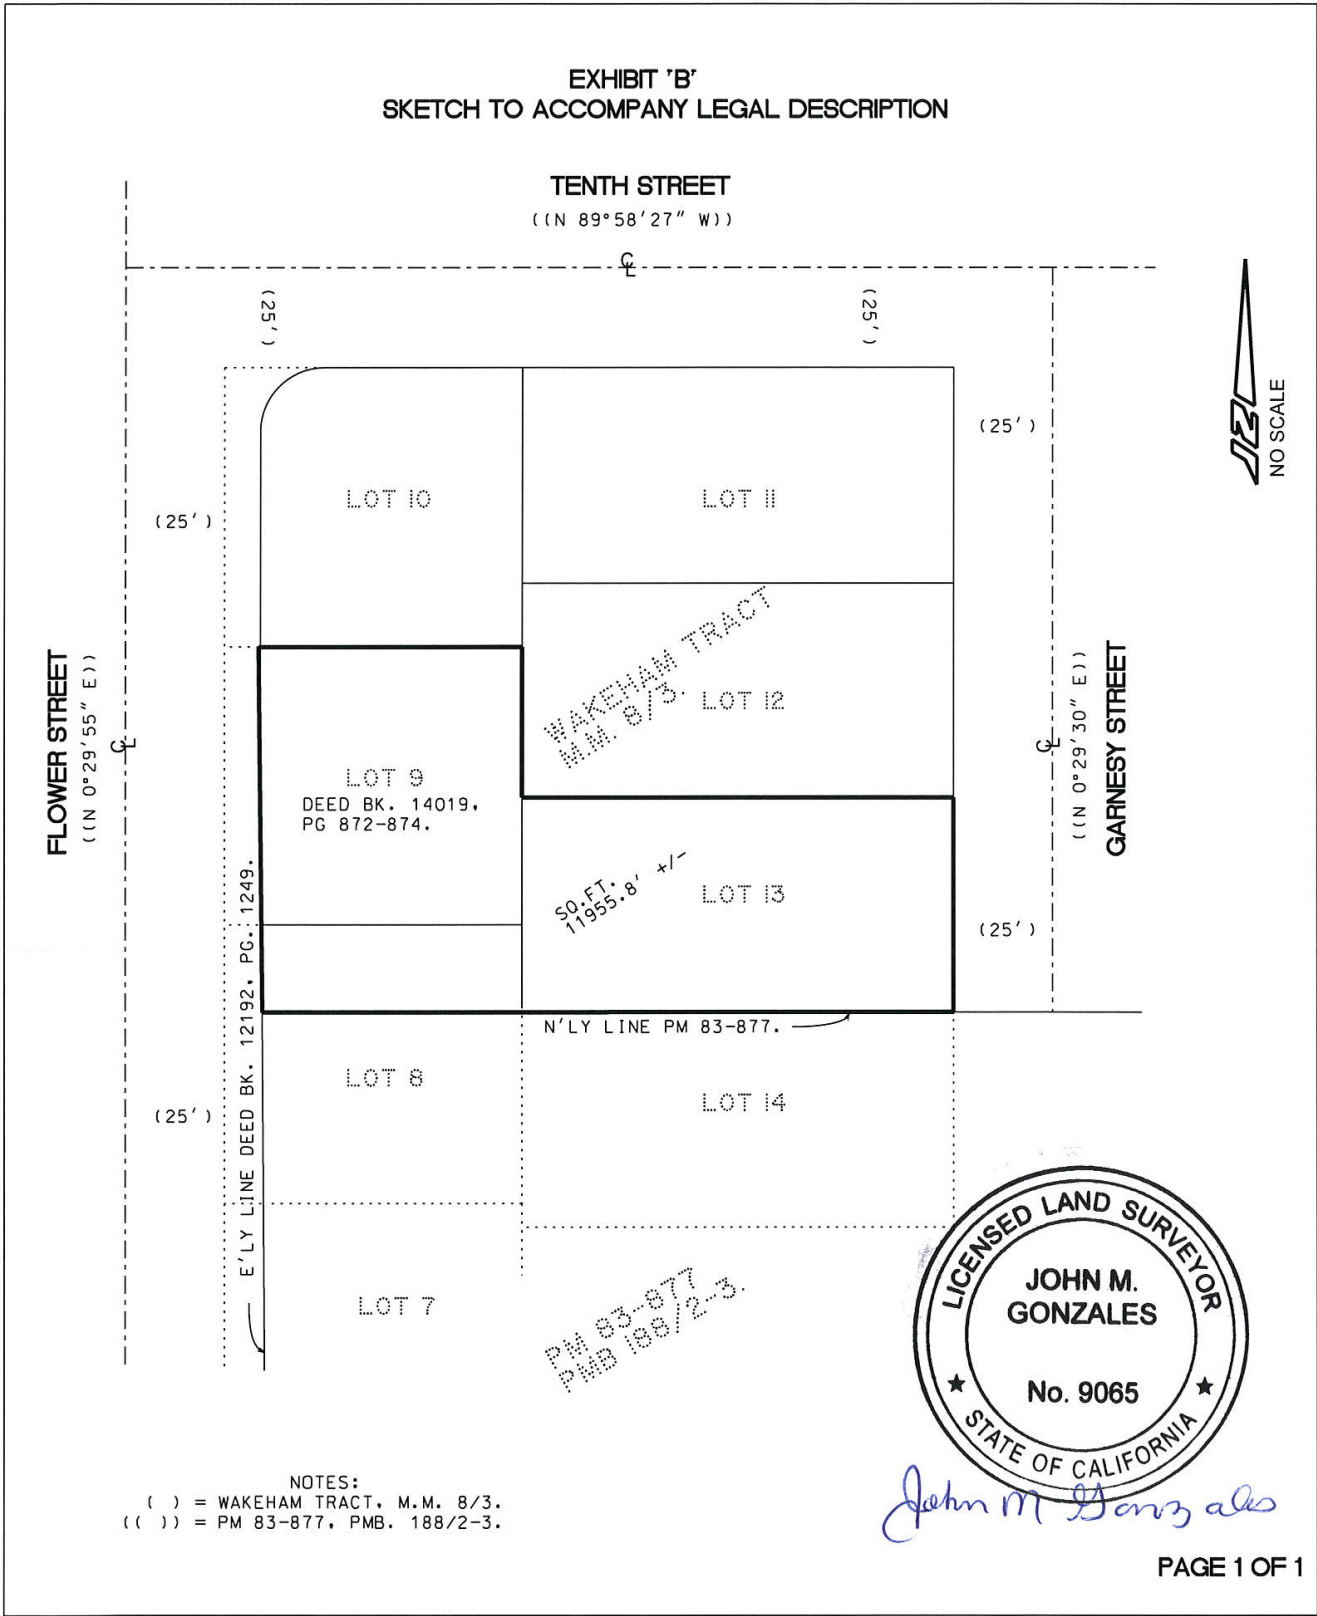 EXHIBIT 'B'
SKETCH TO ACCOMPANY LEGAL DESCRIPTION
TENTH STREET
((N 89°58'27" W))
℄
(25')
(25')
(25')
(25')
LOT 10
LOT 11
JZ
NO SCALE
WAKEHAM TRACT
M.M. 8/3.
LOT 12
FLOWER STREET
((N 0°29'55" E))
℄
LOT 9
DEED BK. 14019,
PG 872-874.
℄
((N 0°29'30" E))
GARNESY STREET
SQ.FT.
11955.8' +/-
LOT 13
(25')
E'LY LINE DEED BK. 12192, PG. 1249.
N'LY LINE PM 83-877.
LOT 8
LOT 14
(25')
LOT 7
PM 83-877
PMB 188/2-3.
LICENSED LAND SURVEYOR
JOHN M.
GONZALES
No. 9065
STATE OF CALIFORNIA
John M Gonzales
NOTES:
( ) = WAKEHAM TRACT, M.M. 8/3.
(( )) = PM 83-877, PMB. 188/2-3.
PAGE 1 OF 1